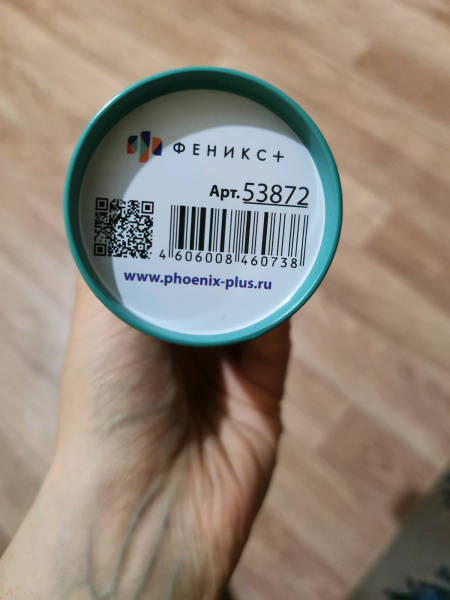 ФЕНИКС+
Арт. 53872
4 606008 460738
www.phoenix-plus.ru